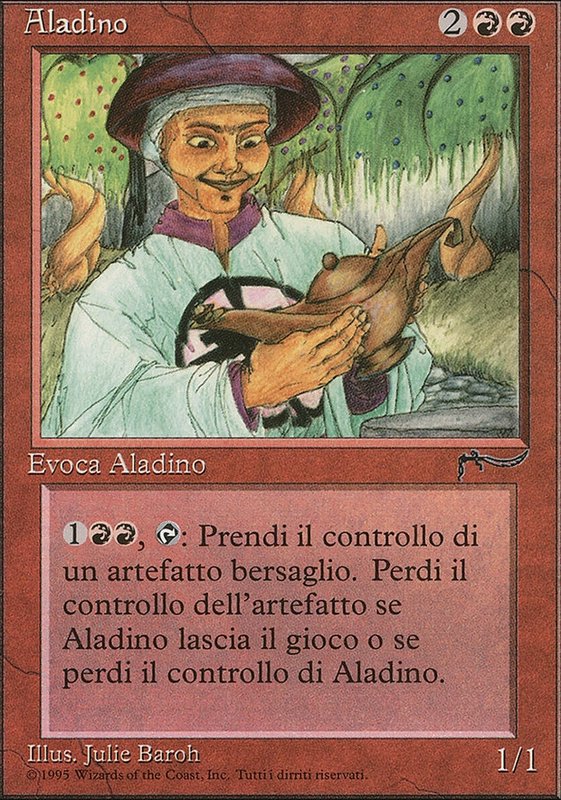 Aladino 2
Evoca Aladino
1, : Prendi il controllo di
un artefatto bersaglio. Perdi il
controllo dell'artefatto se
Aladino lascia il gioco o se
perdi il controllo di Aladino.
Illus. Julie Baroh
1/1
©1995 Wizards of the Coast, Inc. Tutti i dirriti riservati.